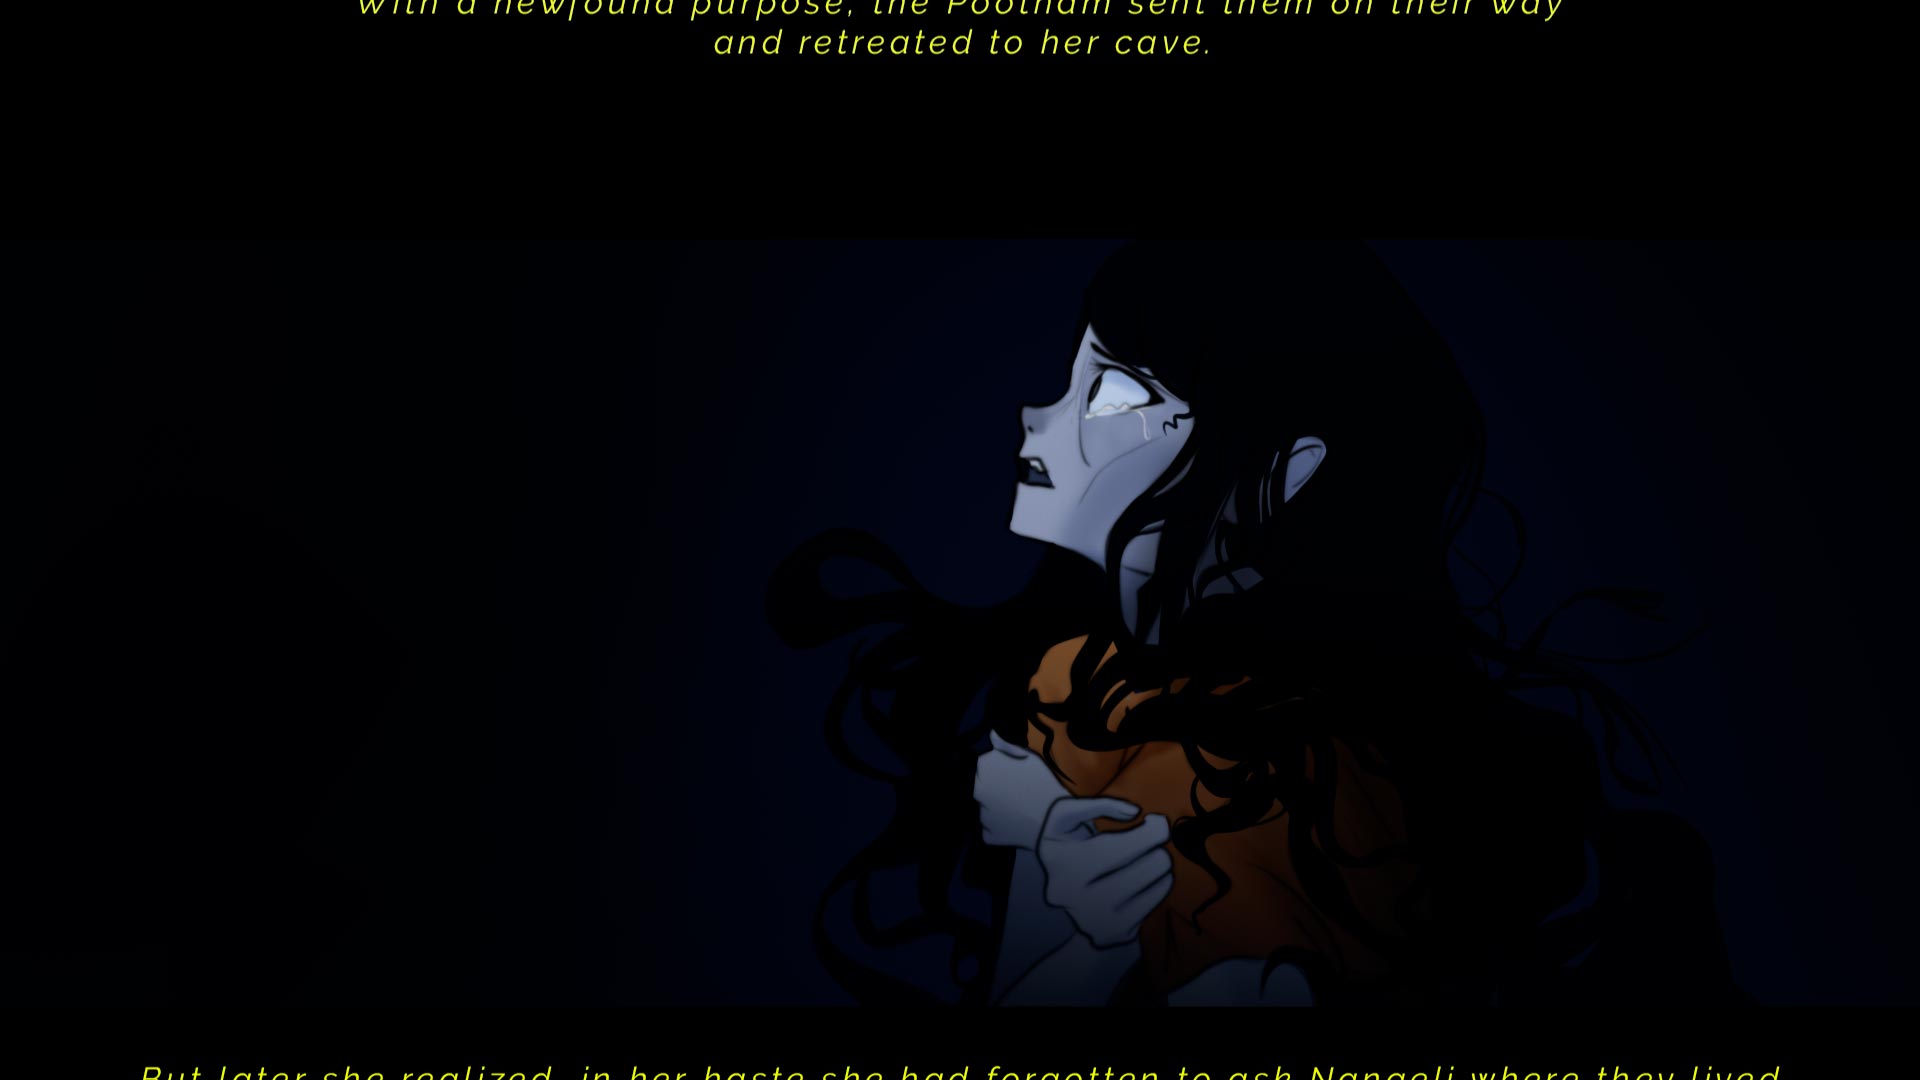 With a newfound purpose, the Pootham sent them on their way
and retreated to her cave.
But later she realized, in her haste she had forgotten to ask Nangeli where they lived.